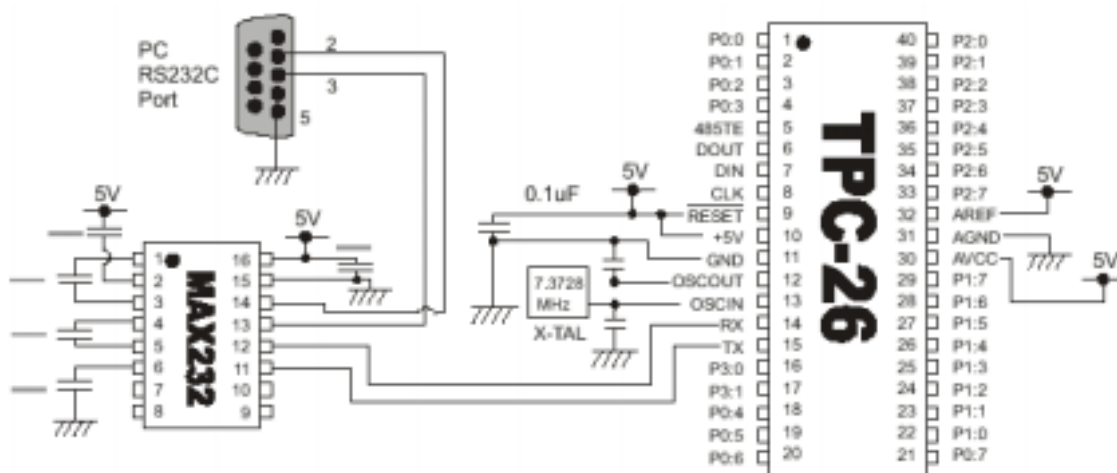 PC
RS232C
Port
2
3
5
5V
5V
MAX232
1
2
3
4
5
6
7
8
16
15
14
13
12
11
10
9
0.1uF
5V
7.3728
MHz
X-TAL
TPC-26
P0:0 1
P0:1 2
P0:2 3
P0:3 4
485TE 5
DOUT 6
DIN 7
CLK 8
RESET 9
+5V 10
GND 11
OSCOUT 12
OSCIN 13
RX 14
TX 15
P3:0 16
P3:1 17
P0:4 18
P0:5 19
P0:6 20
40 P2:0
39 P2:1
38 P2:2
37 P2:3
36 P2:4
35 P2:5
34 P2:6
33 P2:7
32 AREF
31 AGND
30 AVCC
29 P1:7
28 P1:6
27 P1:5
26 P1:4
25 P1:3
24 P1:2
23 P1:1
22 P1:0
21 P0:7
5V
5V